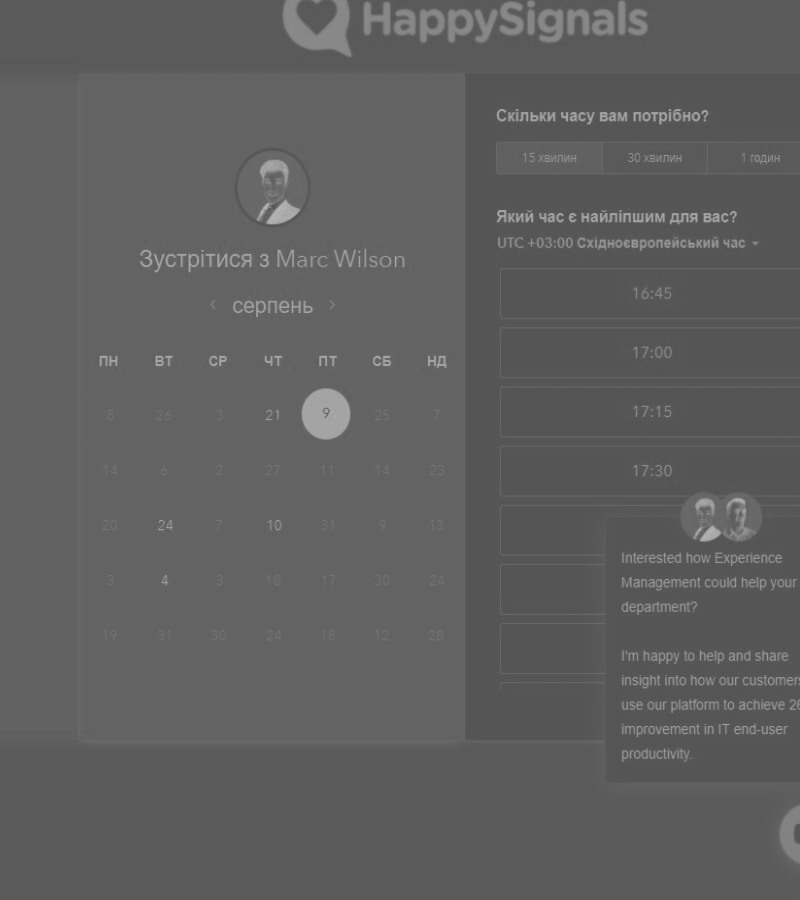 HappySignals
Зустрітися з Marc Wilson
серпень
ПН ВТ СР ЧТ ПТ СБ НД
8 26 3 21 9 25 7
14 6 2 27 11 14 23
20 24 7 10 31 9 13
3 4 3 18 17 30 24
19 31 30 24 18 12 28
Скільки часу вам потрібно?
15 хвилин 30 хвилин 1 годин
Який час є найліпшим для вас?
UTC +03:00 Східноєвропейський час
16:45
17:00
17:15
17:30
Interested how Experience
Management could help your
department?
I'm happy to help and share
insight into how our customers
use our platform to achieve 26
improvement in IT end-user
productivity.